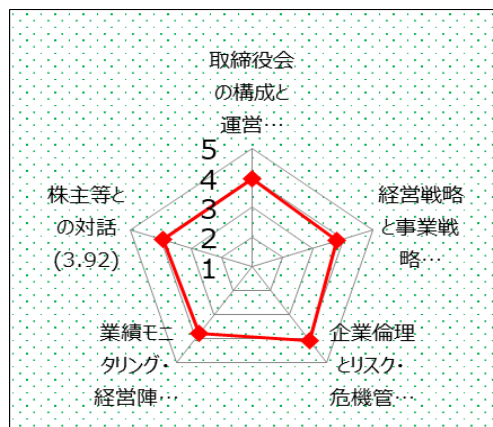 取締役会
の構成と
運営…
経営戦略
と事業戦
略…
企業倫理
とリスク・
危機管…
業績モニ
タリング・
経営陣…
株主等と
の対話
(3.92)
5
4
3
2
1